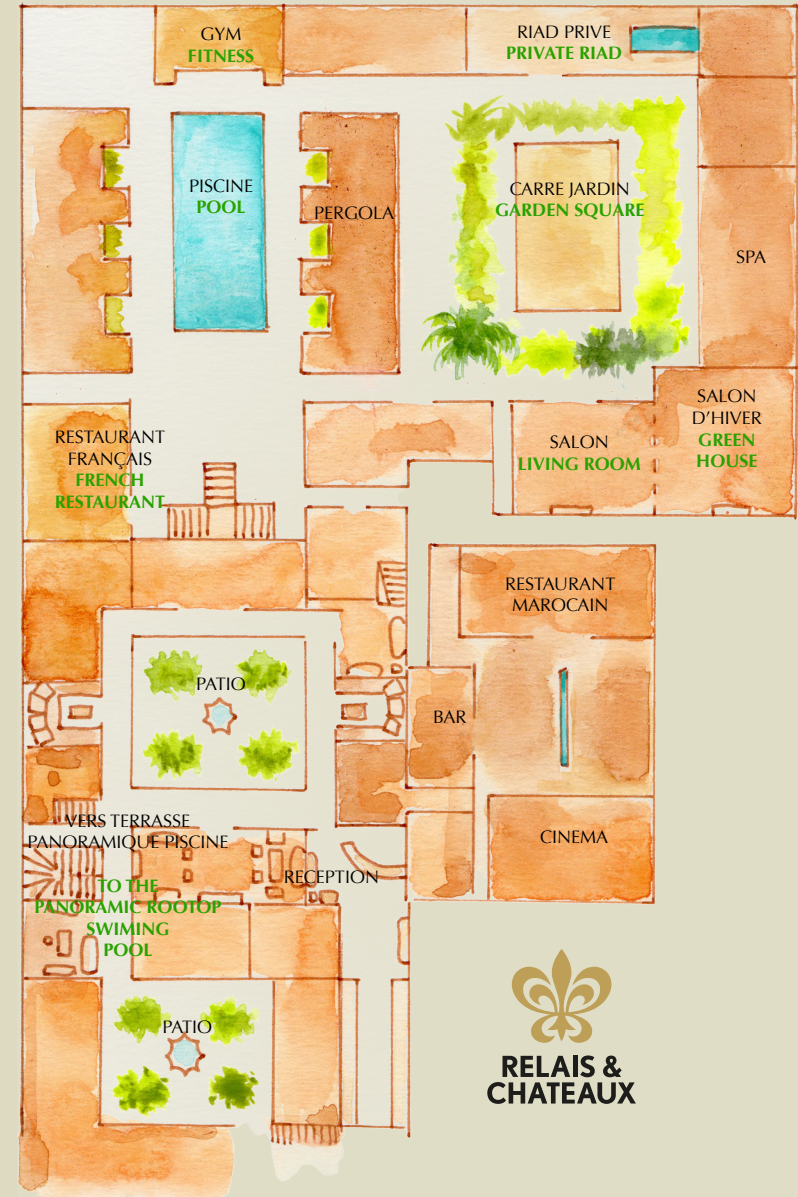 GYM
FITNESS
RIAD PRIVE
PRIVATE RIAD
PISCINE
POOL
PERGOLA
CARRE JARDIN
GARDEN SQUARE
SPA
RESTAURANT
FRANÇAIS
FRENCH
RESTAURANT
SALON
LIVING ROOM
SALON
D'HIVER
GREEN
HOUSE
RESTAURANT
MAROCAIN
PATIO
BAR
VERS TERRASSE
PANORAMIQUE PISCINE
TO THE
PANORAMIC ROOTOP
SWIMING
POOL
RECEPTION
CINEMA
PATIO
RELAIS &
CHATEAUX